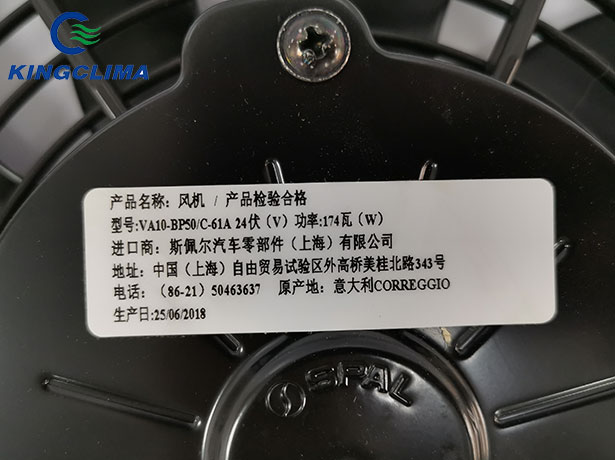 KINGCLIMA
产品名称: 风机 / 产品检验合格
型号:VA10-BP50/C-61A 24伏（V）功率:174瓦（W）
进口商: 斯佩尔汽车零部件（上海）有限公司
地址: 中国（上海）自由贸易试验区外高桥美桂北路343号
电话: （86-21）50463637 原产地: 意大利CORREGGIO
生产日:25/06/2018
SPAL